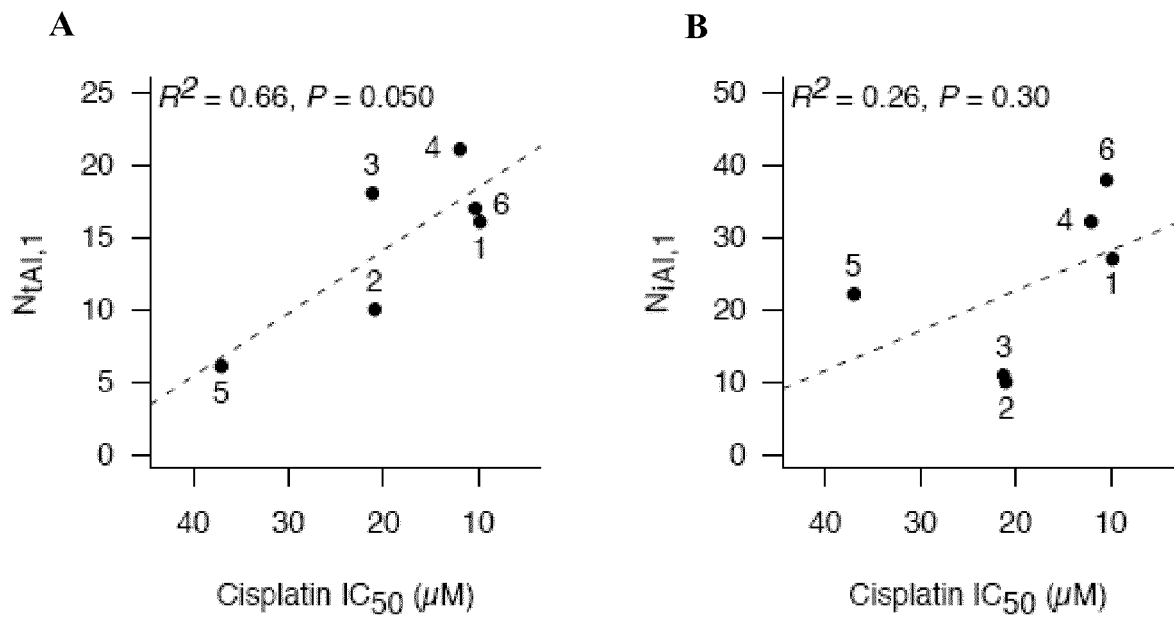 A
R² = 0.66, P = 0.050
25
20
15
10
5
0
NtAI, 1
4
3
6
1
2
5
40 30 20 10
Cisplatin IC50 (µM)
B
R² = 0.26, P = 0.30
50
40
30
20
10
0
NiAI, 1
6
4
5
1
3
2
40 30 20 10
Cisplatin IC50 (µM)